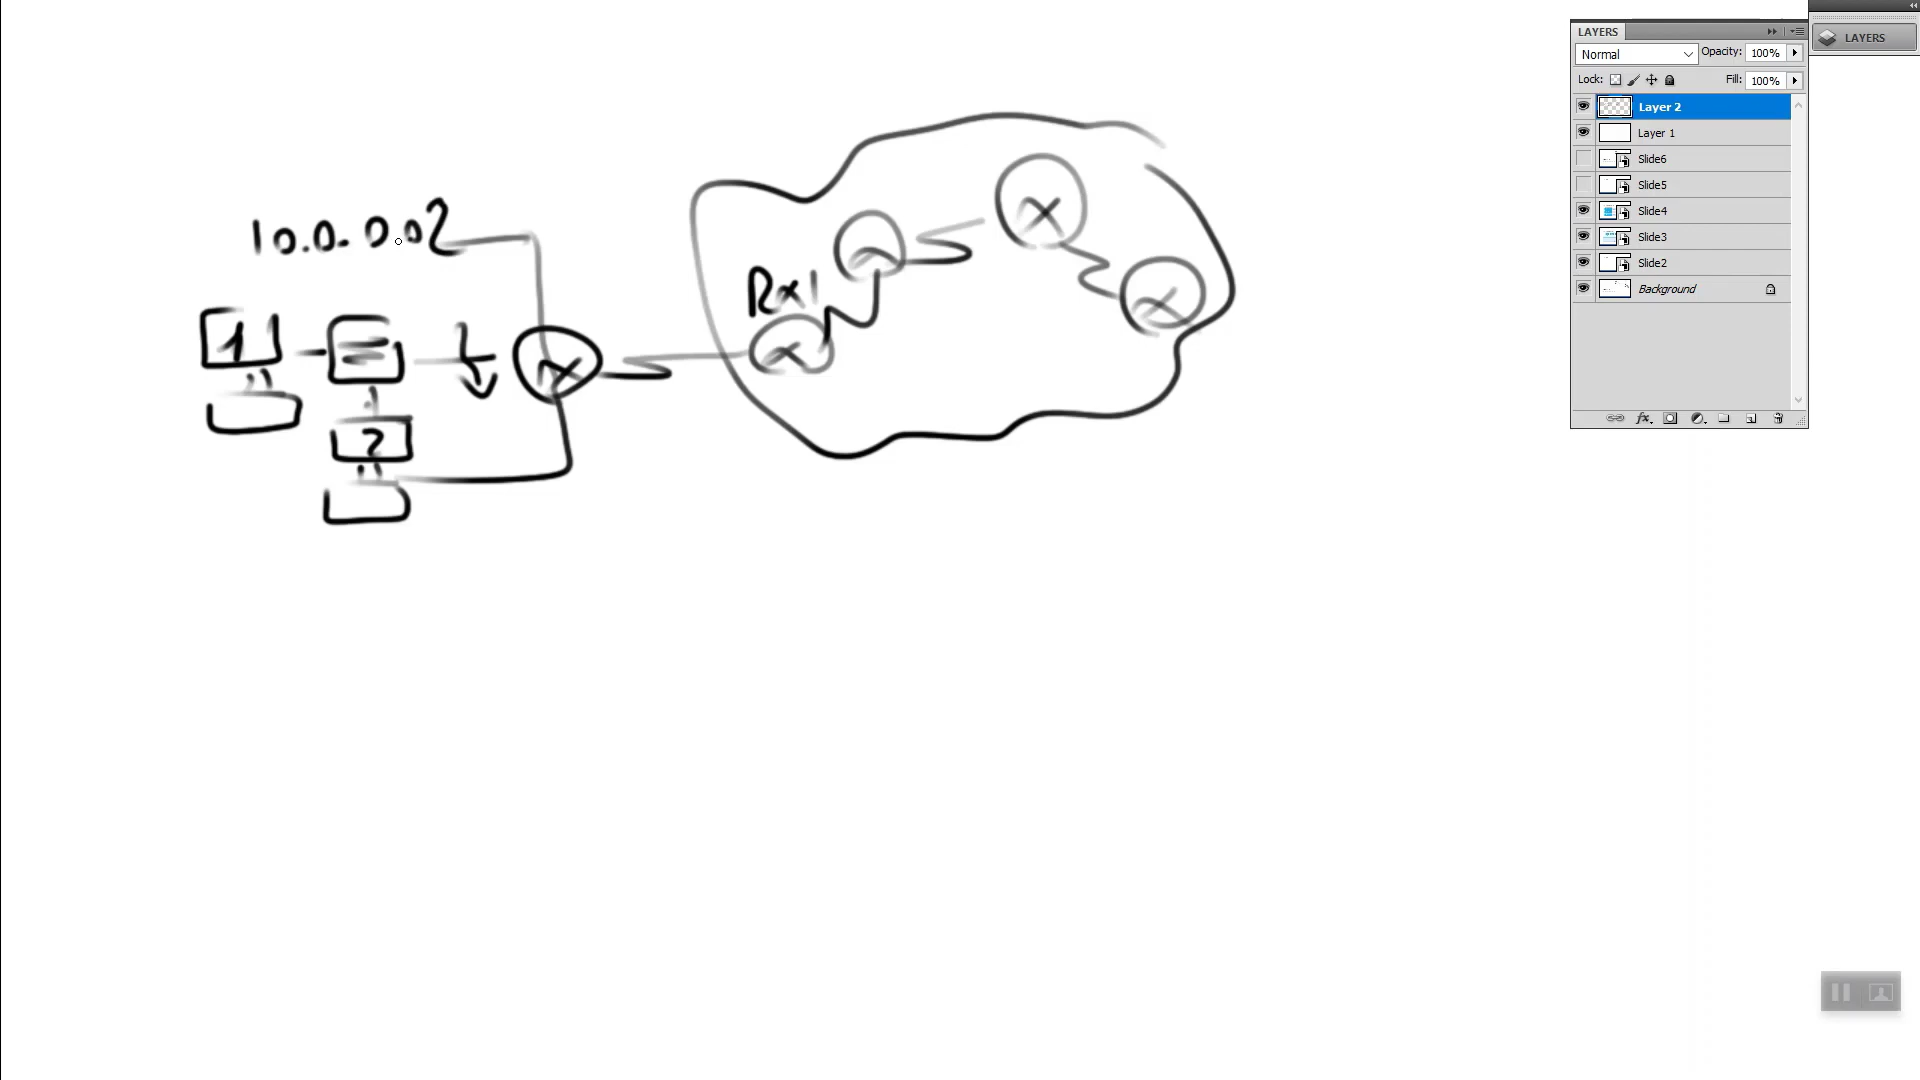 LAYERS
LAYERS
Normal
Opacity: 100%
Lock:
Fill: 100%
Layer 2
Layer 1
Slide6
Slide5
Slide4
Slide3
Slide2
Background
10.0.0.02
Rx1
1
2